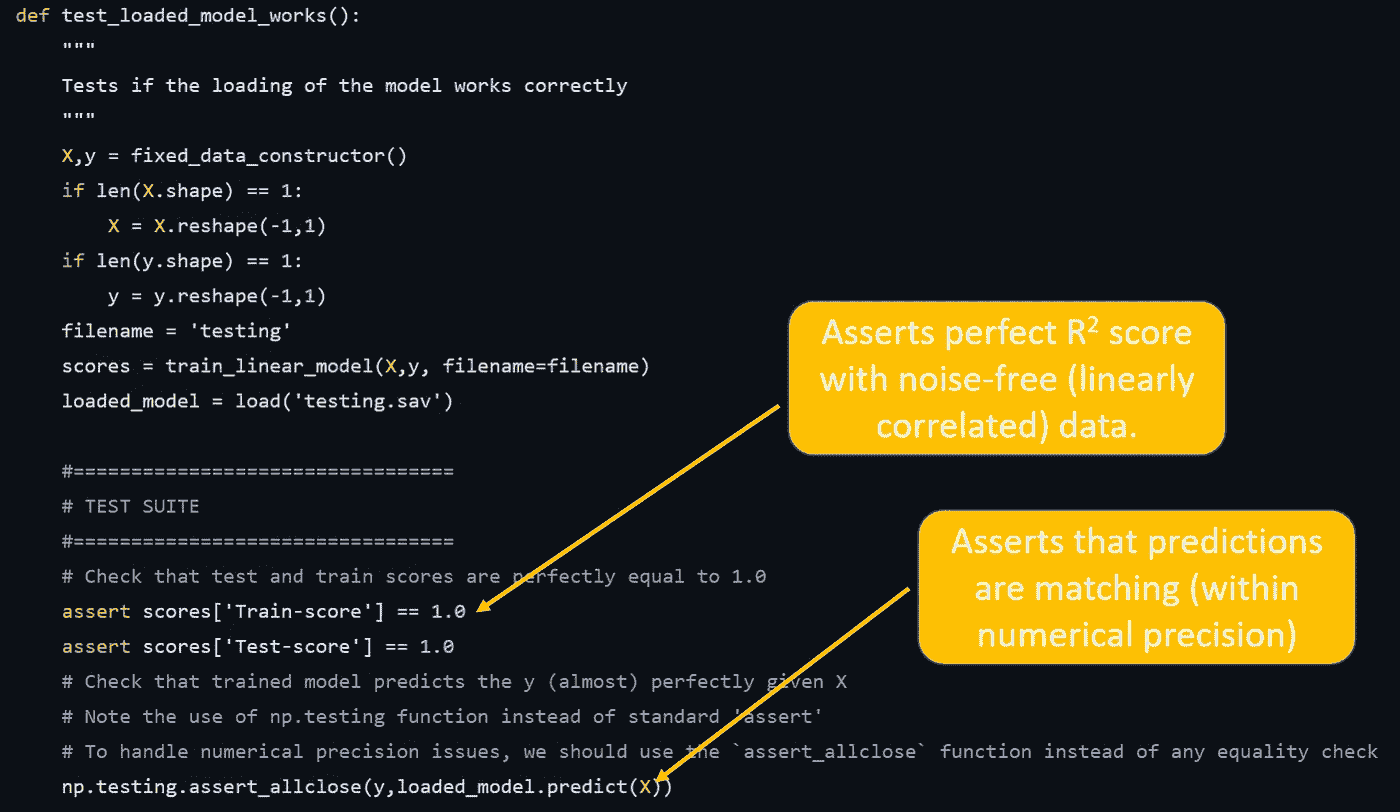 def test_loaded_model_works():
    """
    Tests if the loading of the model works correctly
    """
    X,y = fixed_data_constructor()
    if len(X.shape) == 1:
        X = X.reshape(-1,1)
    if len(y.shape) == 1:
        y = y.reshape(-1,1)
    filename = 'testing'
    scores = train_linear_model(X,y, filename=filename)
    loaded_model = load('testing.sav')
    #=================================
    # TEST SUITE
    #=================================
    # Check that test and train scores are perfectly equal to 1.0
    assert scores['Train-score'] == 1.0
    assert scores['Test-score'] == 1.0
    # Check that trained model predicts the y (almost) perfectly given X
    # Note the use of np.testing function instead of standard 'assert'
    # To handle numerical precision issues, we should use the `assert_allclose` function instead of any equality check
    np.testing.assert_allclose(y,loaded_model.predict(X))
Asserts perfect R² score
with noise-free (linearly
correlated) data.
Asserts that predictions
are matching (within
numerical precision)